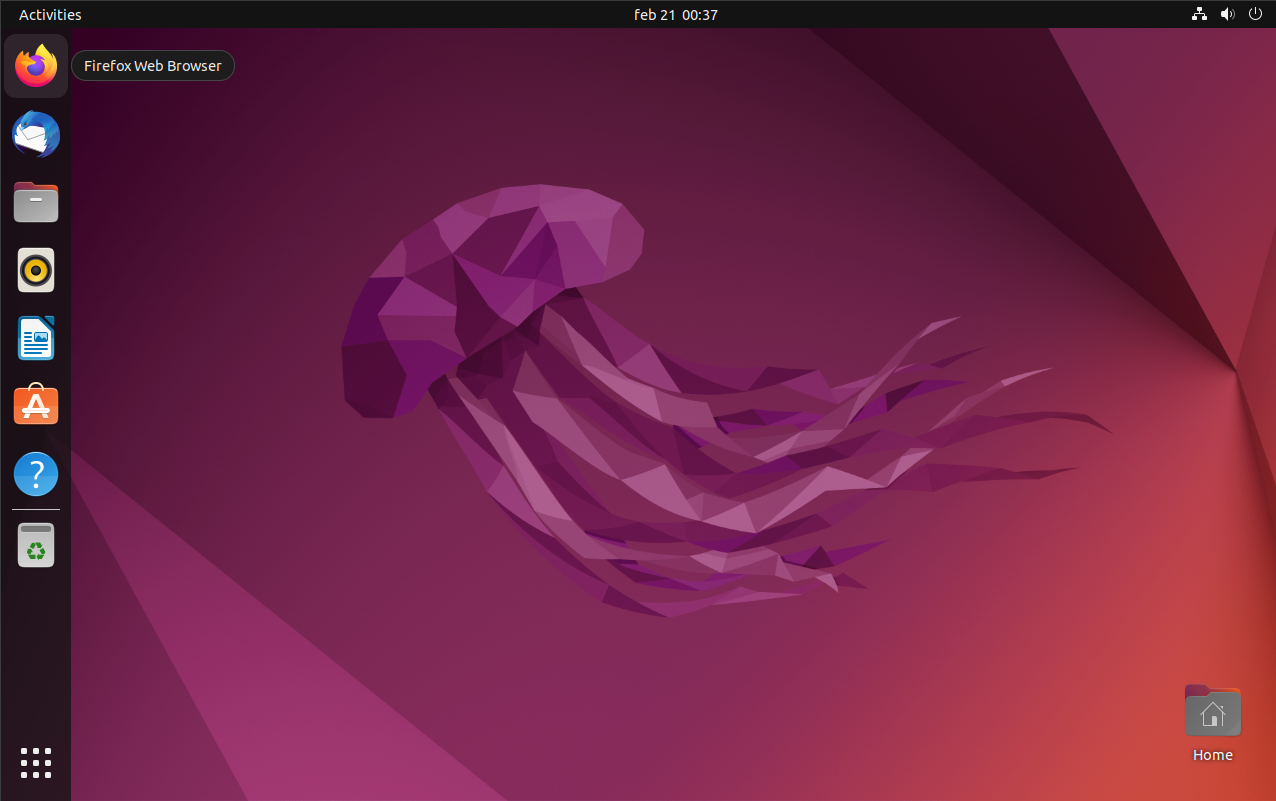 Activities
feb 21 00:37
Firefox Web Browser
?
Home